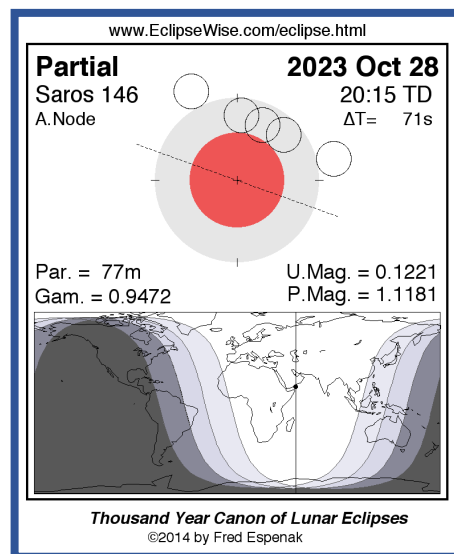 www.EclipseWise.com/eclipse.html
Partial 2023 Oct 28
Saros 146 20:15 TD
A.Node ΔT= 71s
Par. = 77m U.Mag. = 0.1221
Gam. = 0.9472 P.Mag. = 1.1181
Thousand Year Canon of Lunar Eclipses
©2014 by Fred Espenak